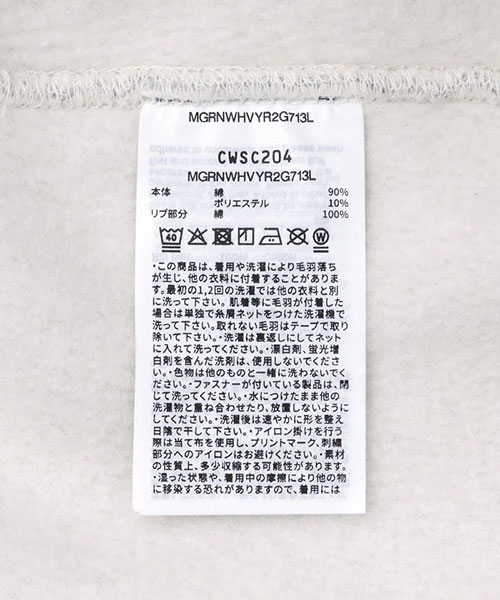 MGRNWHVYR2G713L
CWSC204
MGRNWHVYR2G713L
本体 綿 90%
ポリエステル 10%
リブ部分 綿 100%
40 W
・この商品は、着用や洗濯により毛羽落ち
が生じ、他の衣料に付着することがありま
す。最初の1,2回の洗濯では他の衣料と別
に洗って下さい。肌着等に毛羽が付着した
場合は単独で糸屑ネットをつけた洗濯機で
洗って下さい。取れない毛羽はテープで取り
除いて下さい。・洗濯は裏返しにしてネット
に入れて洗ってください。・漂白剤、蛍光増
白剤を含んだ洗剤は、使用しないでくださ
い。・色物は他のものと一緒に洗わないでく
ださい。・ファスナーが付いている製品は、閉
じて洗ってください。・水につけたまま他の
洗濯物と重ね合わせたり、放置しないように
してください。・洗濯後は速やかに形を整え
日陰で干して下さい。・アイロン掛けを行う
際は当て布を使用し、プリントマーク、刺繍
部分へのアイロンはお避けください。・素材
の性質上、多少収縮する可能性があります。
・湿った状態や、着用中の摩擦により他の物
に移染する恐れがありますので、着用には